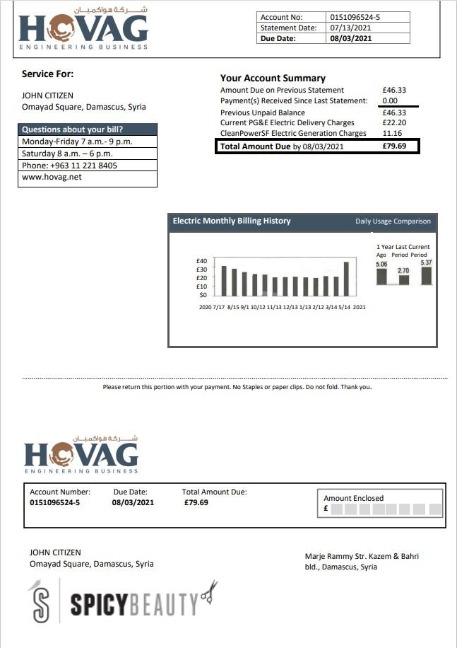 شركة هواكميان
HOVAG
ENGINEERING BUSINESS
Account No: 0151096524-5
Statement Date: 07/13/2021
Due Date: 08/03/2021
Service For:
JOHN CITIZEN
Omayad Square, Damascus, Syria
Questions about your bill?
Monday-Friday 7 a.m.- 9 p.m.
Saturday 8 a.m. – 6 p.m.
Phone: +963 11 221 8405
www.hovag.net
Your Account Summary
Amount Due on Previous Statement £46.33
Payment(s) Received Since Last Statement: 0.00
Previous Unpaid Balance £46.33
Current PG&E Electric Delivery Charges £22.20
CleanPowerSF Electric Generation Charges 11.16
Total Amount Due by 08/03/2021 £79.69
Electric Monthly Billing History Daily Usage Comparison
1 Year Last Current
Ago Period Period
5.06 2.70 5.37
£40
£30
£20
£10
$0
2020 7/17 8/15 9/1 10/12 11/13 12/13 1/13 2/12 3/14 5/14 2021
Please return this portion with your payment. No Staples or paper clips. Do not fold. Thank you.
شركة هواكميان
HOVAG
ENGINEERING BUSINESS
Account Number: Due Date: Total Amount Due:
0151096524-5 08/03/2021 £79.69
Amount Enclosed
£
JOHN CITIZEN
Omayad Square, Damascus, Syria
Marje Rammy Str. Kazem & Bahri
bld., Damascus, Syria
S SPICYBEAUTY